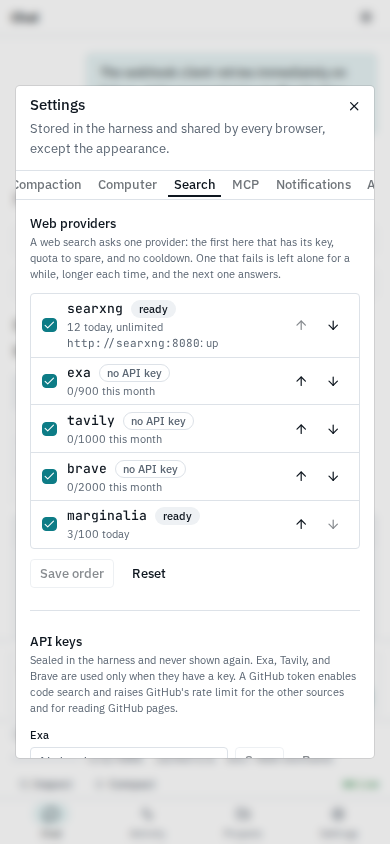 Chat
Settings
Stored in the harness and shared by every browser,
except the appearance.
Compaction Computer Search MCP Notifications A
Web providers
A web search asks one provider: the first here that has its key,
quota to spare, and no cooldown. One that fails is left alone for a
while, longer each time, and the next one answers.
searxng ready
12 today, unlimited
http://searxng:8080: up
exa no API key
0/900 this month
tavily no API key
0/1000 this month
brave no API key
0/2000 this month
marginalia ready
3/100 today
Save order Reset
API keys
Sealed in the harness and never shown again. Exa, Tavily, and
Brave are used only when they have a key. A GitHub token enables
code search and raises GitHub's rate limit for the other sources
and for reading GitHub pages.
Exa